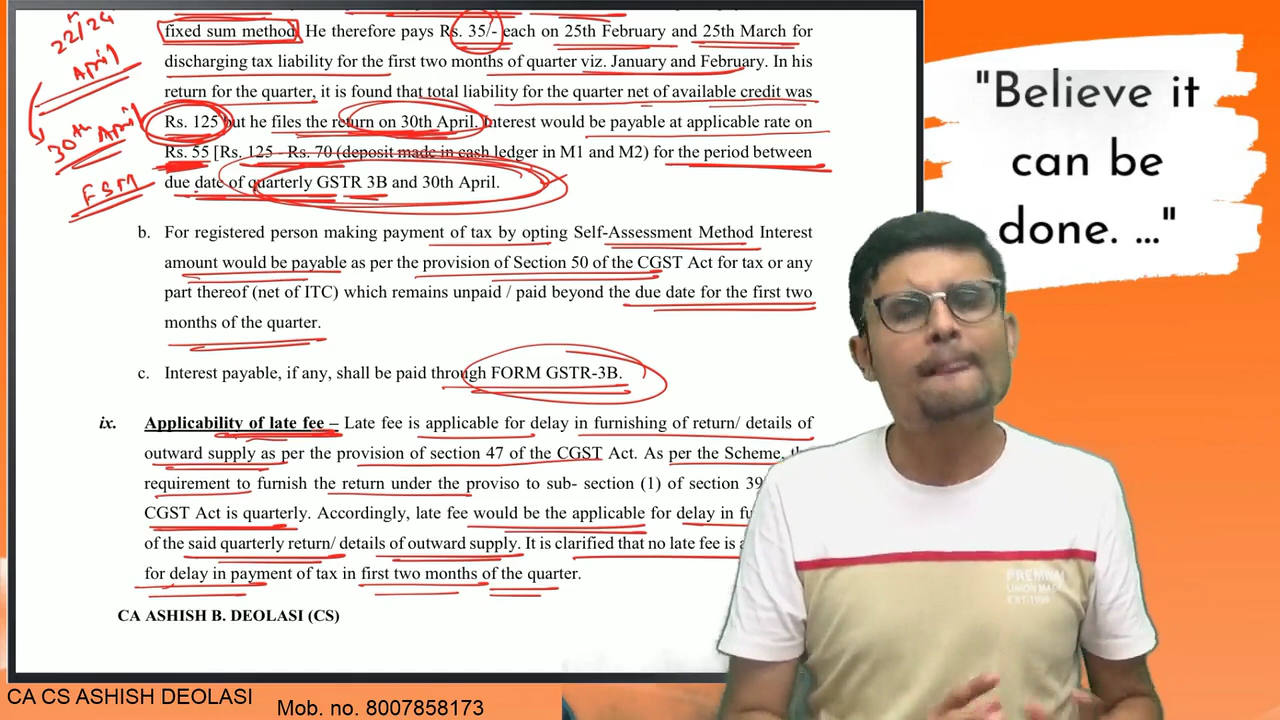 22/24
April
30th April
FSM
fixed sum method. He therefore pays Rs. 35/- each on 25th February and 25th March for
discharging tax liability for the first two months of quarter viz. January and February. In his
return for the quarter, it is found that total liability for the quarter net of available credit was
Rs. 125 but he files the return on 30th April. Interest would be payable at applicable rate on
Rs. 55 [Rs. 125 - Rs. 70 (deposit made in cash ledger in M1 and M2) for the period between
due date of quarterly GSTR 3B and 30th April.
b. For registered person making payment of tax by opting Self-Assessment Method Interest
amount would be payable as per the provision of Section 50 of the CGST Act for tax or any
part thereof (net of ITC) which remains unpaid / paid beyond the due date for the first two
months of the quarter.
c. Interest payable, if any, shall be paid through FORM GSTR-3B.
ix. Applicability of late fee – Late fee is applicable for delay in furnishing of return/ details of
outward supply as per the provision of section 47 of the CGST Act. As per the Scheme,
requirement to furnish the return under the proviso to sub- section (1) of section 39
CGST Act is quarterly. Accordingly, late fee would be the applicable for delay in
of the said quarterly return/ details of outward supply. It is clarified that no late fee is
for delay in payment of tax in first two months of the quarter.
CA ASHISH B. DEOLASI (CS)
"Believe it
can be
done. ..."
CA CS ASHISH DEOLASI
Mob. no. 8007858173